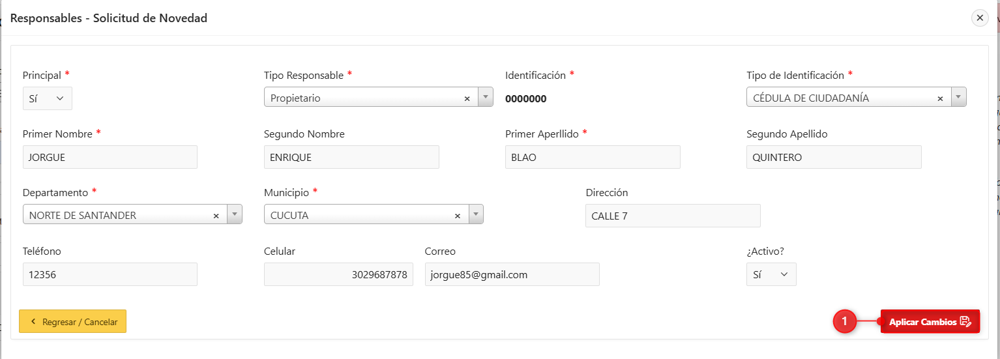 Responsables - Solicitud de Novedad
Principal * Tipo Responsable * Identificación * Tipo de Identificación *
Sí Propietario × 0000000 CÉDULA DE CIUDADANÍA ×
Primer Nombre * Segundo Nombre Primer Aperllido * Segundo Apellido
JORGUE ENRIQUE BLAO QUINTERO
Departamento * Municipio * Dirección
NORTE DE SANTANDER × CUCUTA × CALLE 7
Teléfono Celular Correo ¿Activo?
12356 3029687878 jorgue85@gmail.com Sí
Regresar / Cancelar 1 Aplicar Cambios